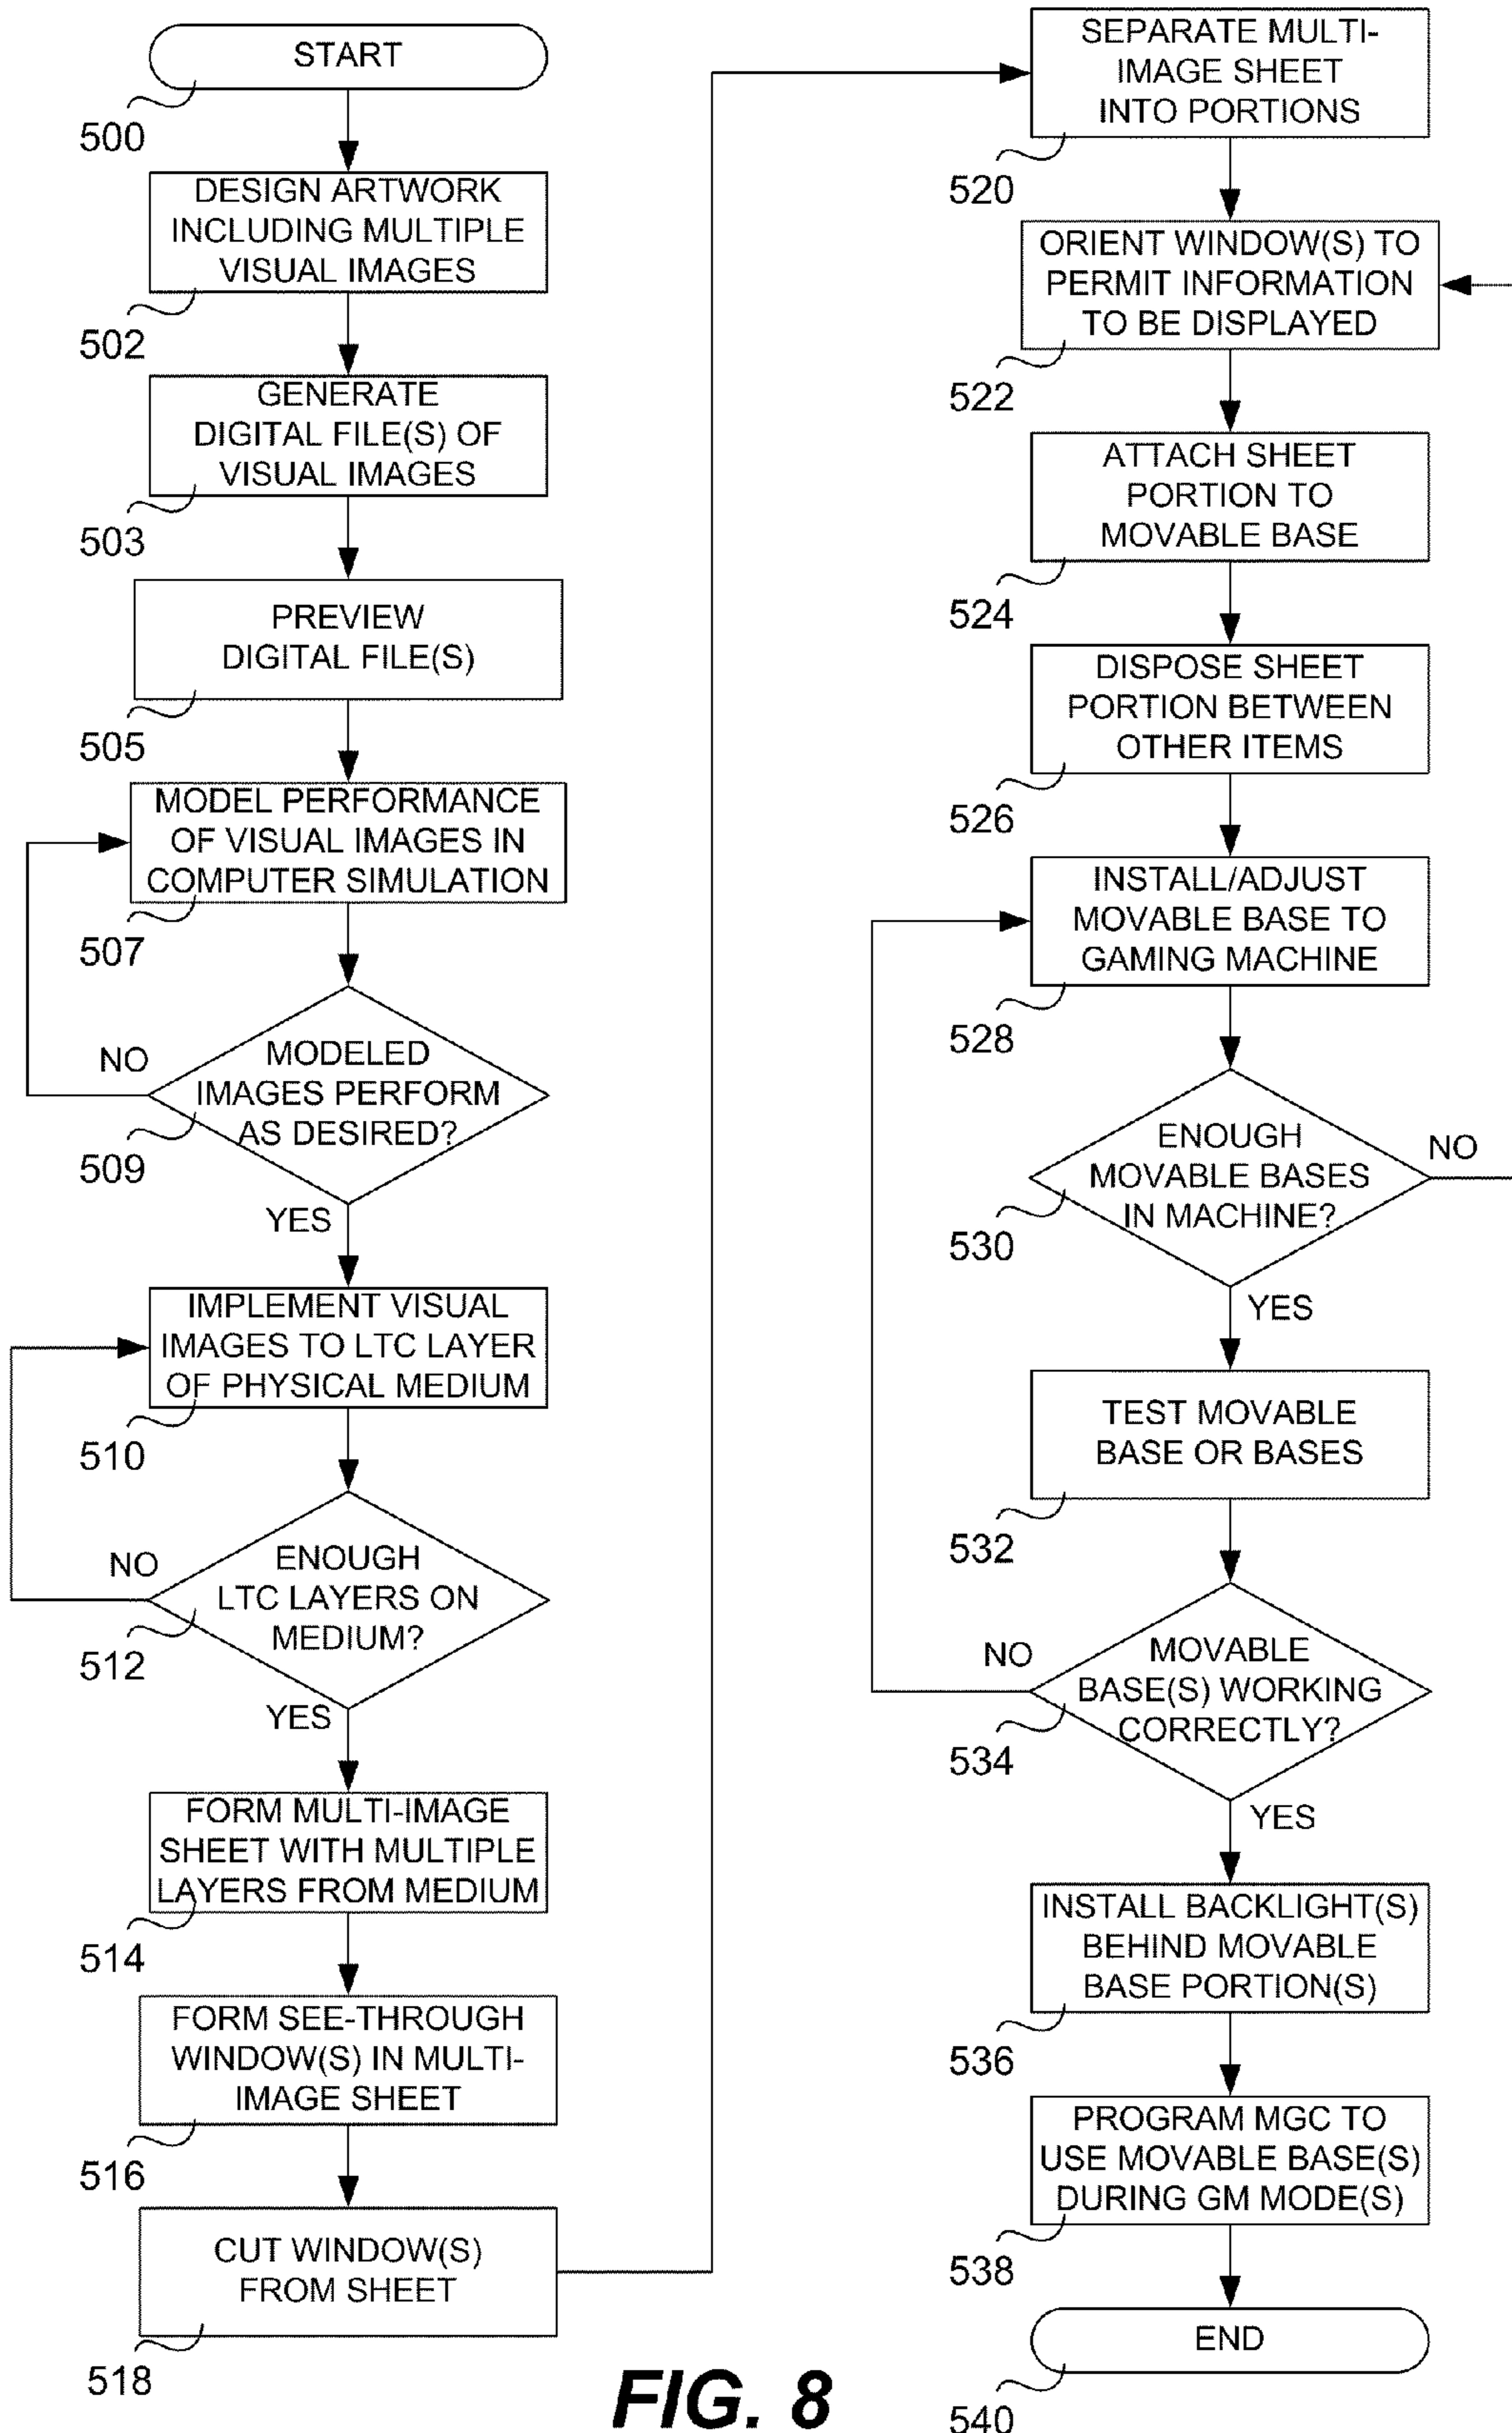 START
500
DESIGN ARTWORK
INCLUDING MULTIPLE
VISUAL IMAGES
502
GENERATE
DIGITAL FILE(S) OF
VISUAL IMAGES
503
PREVIEW
DIGITAL FILE(S)
505
MODEL PERFORMANCE
OF VISUAL IMAGES IN
COMPUTER SIMULATION
507
NO
MODELED
IMAGES PERFORM
AS DESIRED?
509
YES
IMPLEMENT VISUAL
IMAGES TO LTC LAYER
OF PHYSICAL MEDIUM
510
NO
ENOUGH
LTC LAYERS ON
MEDIUM?
512
YES
FORM MULTI-IMAGE
SHEET WITH MULTIPLE
LAYERS FROM MEDIUM
514
FORM SEE-THROUGH
WINDOW(S) IN MULTI-
IMAGE SHEET
516
CUT WINDOW(S)
FROM SHEET
518
SEPARATE MULTI-
IMAGE SHEET
INTO PORTIONS
520
ORIENT WINDOW(S) TO
PERMIT INFORMATION
TO BE DISPLAYED
522
ATTACH SHEET
PORTION TO
MOVABLE BASE
524
DISPOSE SHEET
PORTION BETWEEN
OTHER ITEMS
526
INSTALL/ADJUST
MOVABLE BASE TO
GAMING MACHINE
528
ENOUGH
MOVABLE BASES
IN MACHINE?
NO
530
YES
TEST MOVABLE
BASE OR BASES
532
NO
MOVABLE
BASE(S) WORKING
CORRECTLY?
534
YES
INSTALL BACKLIGHT(S)
BEHIND MOVABLE
BASE PORTION(S)
536
PROGRAM MGC TO
USE MOVABLE BASE(S)
DURING GM MODE(S)
538
END
540
FIG. 8